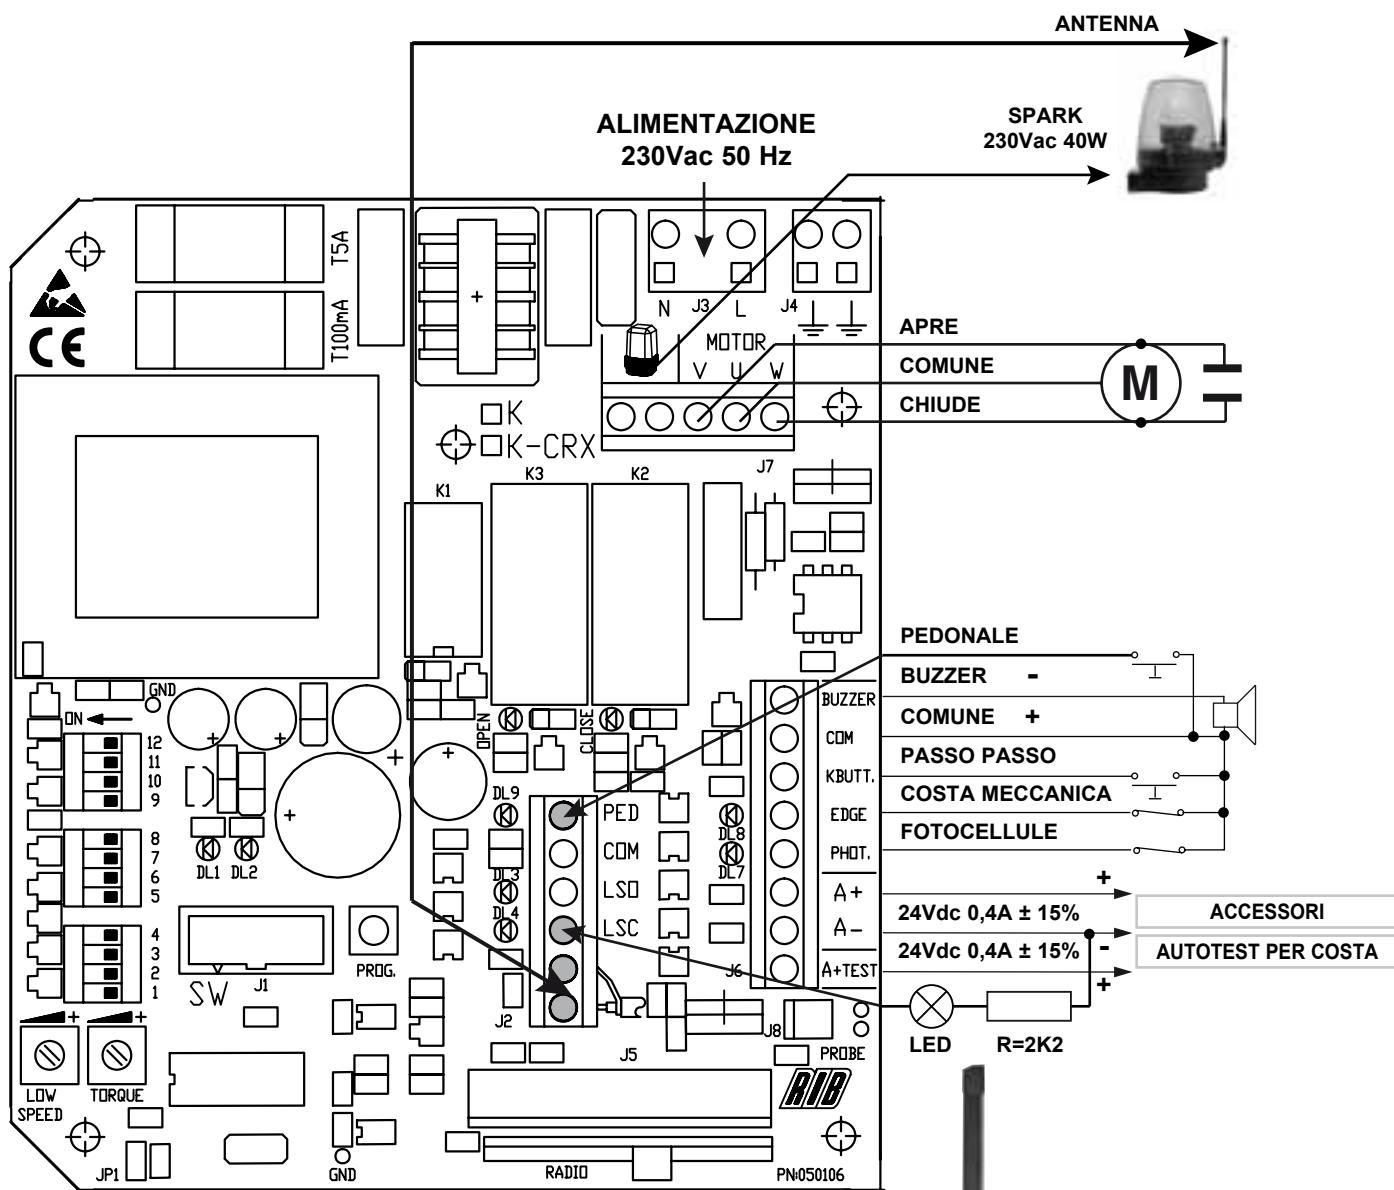 ANTENNA
SPARK
230Vac 40W
ALIMENTAZIONE
230Vac 50 Hz
T5A
T100mA
CE
N J3 L J4
MOTOR
V U W
APRE
COMUNE
CHIUDE
M
K
K-CRX
J7
K1
K3
K2
PEDONALE
BUZZER -
COMUNE +
PASSO PASSO
COSTA MECCANICA
FOTOCELLULE
BUZZER
COM
KBUTT.
EDGE
PHOT.
A+
A-
A+TEST
J6
GND
ON
12
11
10
9
8
7
6
5
4
3
2
1
OPEN
CLOSE
DL9
DL3
DL4
DL8
DL7
DL1 DL2
PED
COM
LSO
LSC
+
24Vdc 0,4A ± 15%
ACCESSORI
24Vdc 0,4A ± 15% -
AUTOTEST PER COSTA
+
LED R=2K2
SW
J1
PROG.
J2
J5
J8
PROBE
RIB
+ +
LOW SPEED
TORQUE
JP1
GND
RADIO
PN:050106